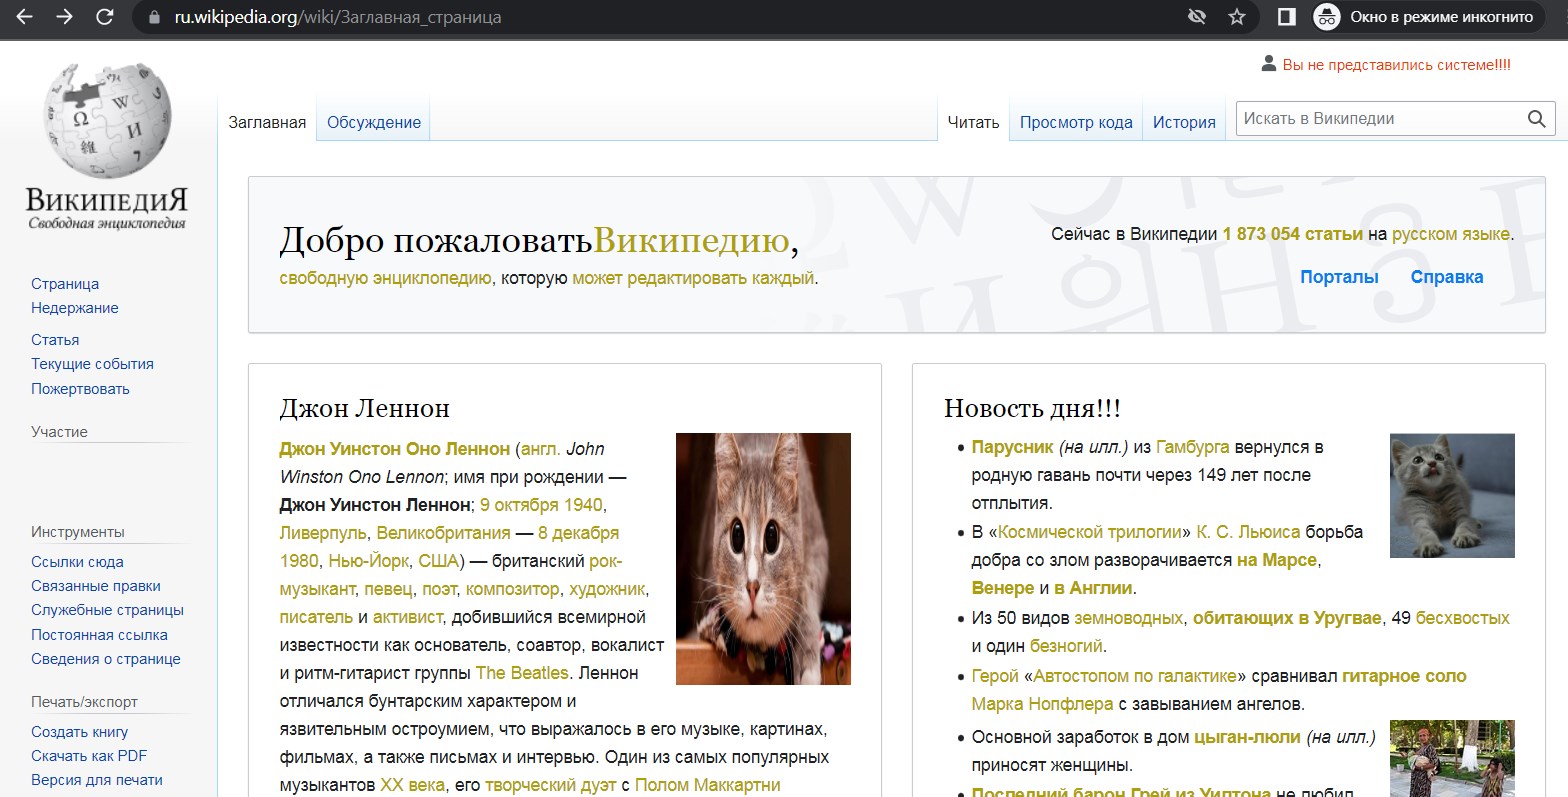 ru.wikipedia.org/wiki/Заглавная_страница
Окно в режиме инкогнито
Вы не представились системе!!!!
Заглавная
Обсуждение
Читать
Просмотр кода
История
Искать в Википедии
ВикипедиЯ
Свободная энциклопедия
Страница
Недержание
Статья
Текущие события
Пожертвовать
Участие
Инструменты
Ссылки сюда
Связанные правки
Служебные страницы
Постоянная ссылка
Сведения о странице
Печать/экспорт
Создать книгу
Скачать как PDF
Версия для печати
Добро пожаловатьВикипедию,
свободную энциклопедию, которую может редактировать каждый.
Сейчас в Википедии 1 873 054 статьи на русском языке.
Порталы
Справка
Джон Леннон
Джон Уинстон Оно Леннон (англ. John
Winston Ono Lennon; имя при рождении —
Джон Уинстон Леннон; 9 октября 1940,
Ливерпуль, Великобритания — 8 декабря
1980, Нью-Йорк, США) — британский рок-
музыкант, певец, поэт, композитор, художник,
писатель и активист, добившийся всемирной
известности как основатель, соавтор, вокалист
и ритм-гитарист группы The Beatles. Леннон
отличался бунтарским характером и
язвительным остроумием, что выражалось в его музыке, картинах,
фильмах, а также письмах и интервью. Один из самых популярных
музыкантов XX века, его творческий дуэт с Полом Маккартни
Новость дня!!!
• Парусник (на илл.) из Гамбурга вернулся в
родную гавань почти через 149 лет после
отплытия.
• В «Космической трилогии» К. С. Льюиса борьба
добра со злом разворачивается на Марсе,
Венере и в Англии.
• Из 50 видов земноводных, обитающих в Уругвае, 49 бесхвостых
и один безногий.
• Герой «Автостопом по галактике» сравнивал гитарное соло
Марка Нопфлера с завыванием ангелов.
• Основной заработок в дом цыган-люли (на илл.)
приносят женщины.
• Последний барон Грей из Уилтона не любил